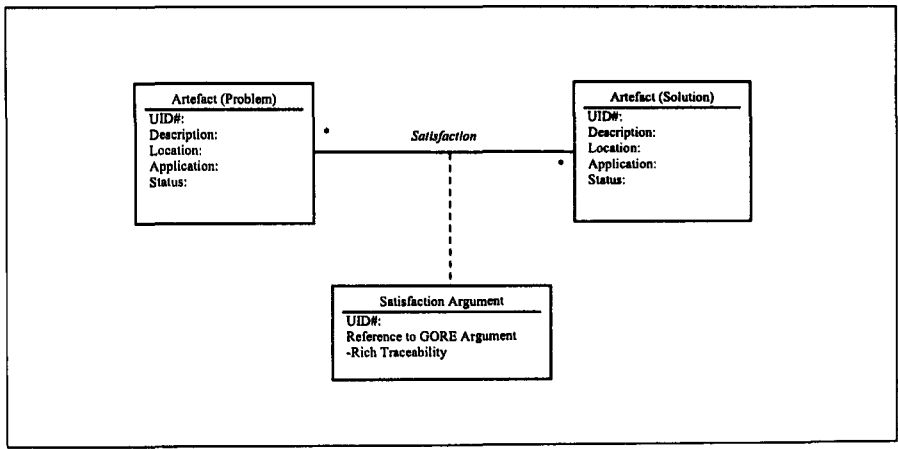 Artefact (Problem)
UID#:
Description:
Location:
Application:
Status:
*
Satisfaction
*
Artefact (Solution)
UID#:
Description:
Location:
Application:
Status:
Satisfaction Argument
UID#:
Reference to GORE Argument
-Rich Traceability